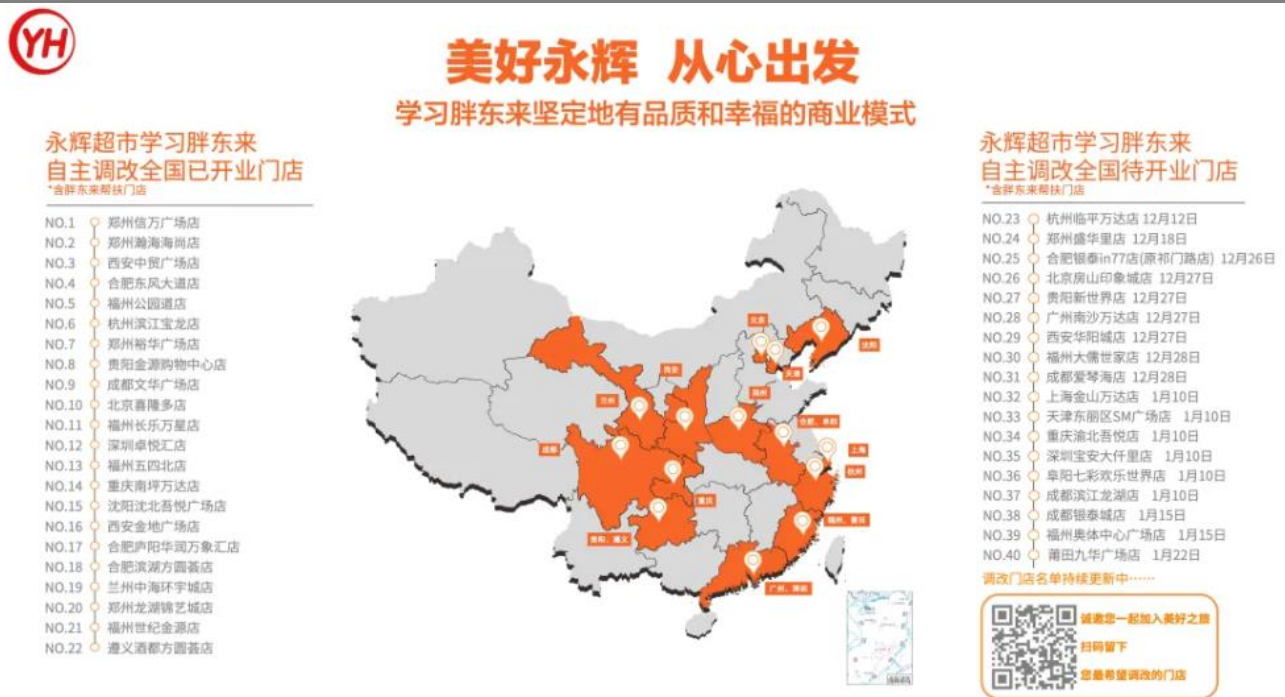 YH
美好永辉 从心出发
学习胖东来坚定地有品质和幸福的商业模式
永辉超市学习胖东来
自主调改全国已开业门店
*含胖东来帮扶门店
NO.1 郑州信万广场店
NO.2 郑州瀚海海尚店
NO.3 西安中贸广场店
NO.4 合肥东风大道店
NO.5 福州公园道店
NO.6 杭州滨江宝龙店
NO.7 郑州裕华广场店
NO.8 贵阳金源购物中心店
NO.9 成都文华广场店
NO.10 北京喜隆多店
NO.11 福州长乐万星店
NO.12 深圳卓悦汇店
NO.13 福州五四北店
NO.14 重庆南坪万达店
NO.15 沈阳沈北吾悦广场店
NO.16 西安金地广场店
NO.17 合肥庐阳华润万象汇店
NO.18 合肥滨湖方圆荟店
NO.19 兰州中海环宇城店
NO.20 郑州龙湖锦艺城店
NO.21 福州世纪金源店
NO.22 遵义酒都方圆荟店
北京
沈阳
天津
西安
兰州
郑州
合肥、阜阳
成都
上海
杭州
重庆
福州、莆田
贵阳、遵义
广州、深圳
永辉超市学习胖东来
自主调改全国待开业门店
*含胖东来帮扶门店
NO.23 杭州临平万达店 12月12日
NO.24 郑州盛华里店 12月18日
NO.25 合肥银泰in77店(原祁门路店) 12月26日
NO.26 北京房山印象城店 12月27日
NO.27 贵阳新世界店 12月27日
NO.28 广州南沙万达店 12月27日
NO.29 西安华阳城店 12月27日
NO.30 福州大儒世家店 12月28日
NO.31 成都爱琴海店 12月28日
NO.32 上海金山万达店 1月10日
NO.33 天津东丽区SM广场店 1月10日
NO.34 重庆渝北吾悦店 1月10日
NO.35 深圳宝安大仟里店 1月10日
NO.36 阜阳七彩欢乐世界店 1月10日
NO.37 成都滨江龙湖店 1月10日
NO.38 成都银泰城店 1月15日
NO.39 福州奥体中心广场店 1月15日
NO.40 莆田九华广场店 1月22日
调改门店名单持续更新中……
诚邀您一起加入美好之旅
扫码留下
您最希望调改的门店